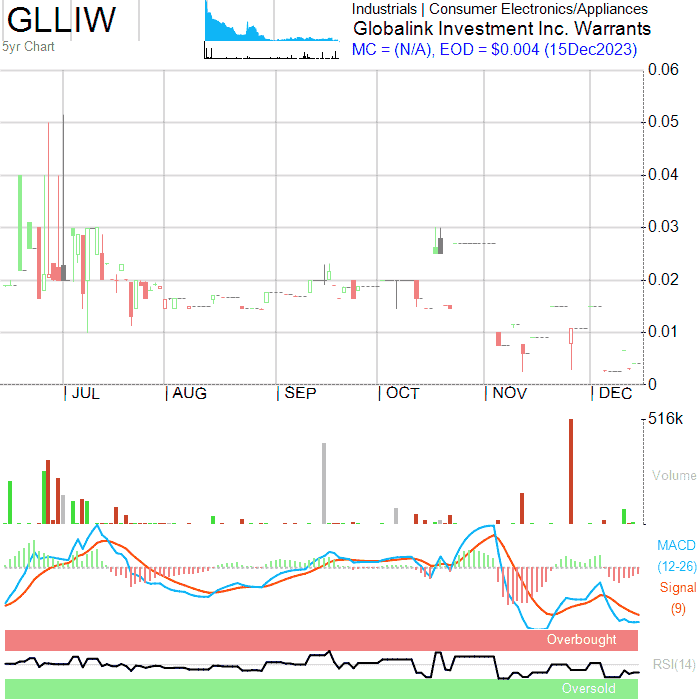 GLLIW
5yr Chart
Industrials | Consumer Electronics/Appliances
Globalink Investment Inc. Warrants
MC = (N/A), EOD = $0.004 (15Dec2023)
0.06
0.05
0.04
0.03
0.02
0.01
0
JUL
AUG
SEP
OCT
NOV
DEC
516k
Volume
MACD
(12-26)
Signal
(9)
Overbought
RSI(14)
Oversold